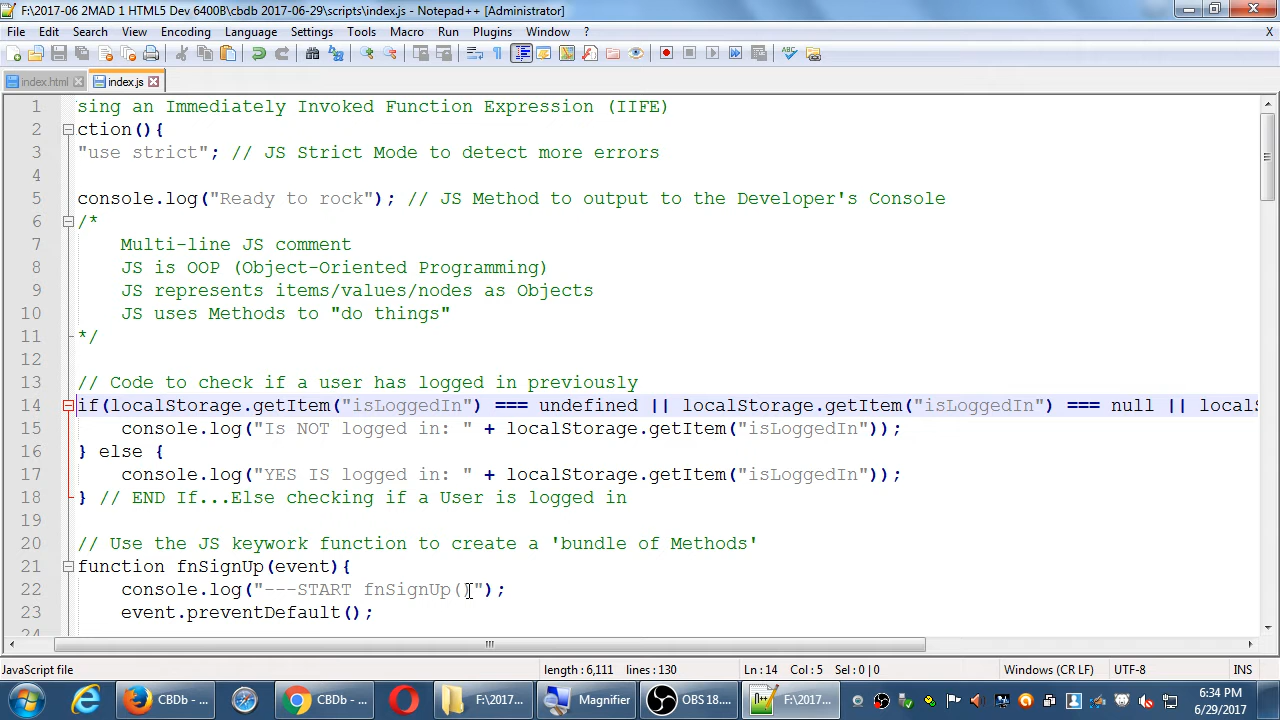 F:\2017-06 2MAD 1 HTML5 Dev 6400B\cbdb 2017-06-29\scripts\index.js - Notepad++ [Administrator]
File Edit Search View Encoding Language Settings Tools Macro Run Plugins Window ? X
index.html index.js
1 sing an Immediately Invoked Function Expression (IIFE)
2 ction(){
3 "use strict"; // JS Strict Mode to detect more errors
4
5 console.log("Ready to rock"); // JS Method to output to the Developer's Console
6 /*
7 Multi-line JS comment
8 JS is OOP (Object-Oriented Programming)
9 JS represents items/values/nodes as Objects
10 JS uses Methods to "do things"
11 */
12
13 // Code to check if a user has logged in previously
14 if(localStorage.getItem("isLoggedIn") === undefined || localStorage.getItem("isLoggedIn") === null || localS
15 console.log("Is NOT logged in: " + localStorage.getItem("isLoggedIn"));
16 } else {
17 console.log("YES IS logged in: " + localStorage.getItem("isLoggedIn"));
18 } // END If...Else checking if a User is logged in
19
20 // Use the JS keywork function to create a 'bundle of Methods'
21 function fnSignUp(event){
22 console.log("---START fnSignUp()");
23 event.preventDefault();
24
JavaScript file length : 6,111 lines : 130 Ln : 14 Col : 5 Sel : 0 | 0 Windows (CR LF) UTF-8 INS
CBDb - ... CBDb - ... F:\2017... Magnifier OBS 18.... F:\2017... 6:34 PM
6/29/2017